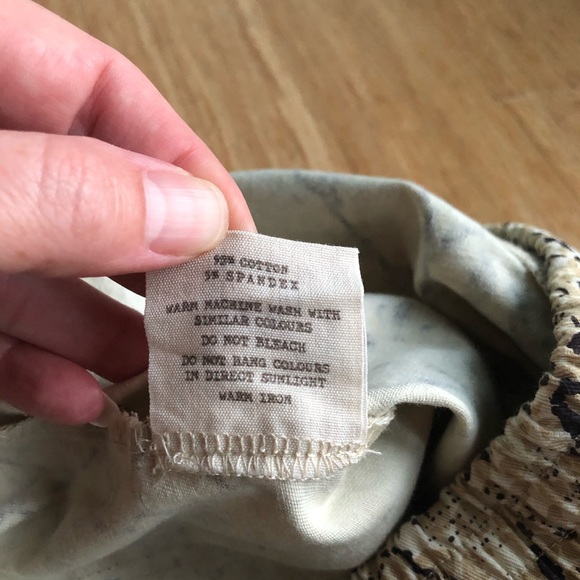 95% COTTON
5% SPANDEX
WARM MACHINE WASH WITH
SIMILAR COLOURS
DO NOT BLEACH
DO NOT HANG COLOURS
IN DIRECT SUNLIGHT
WARM IRON